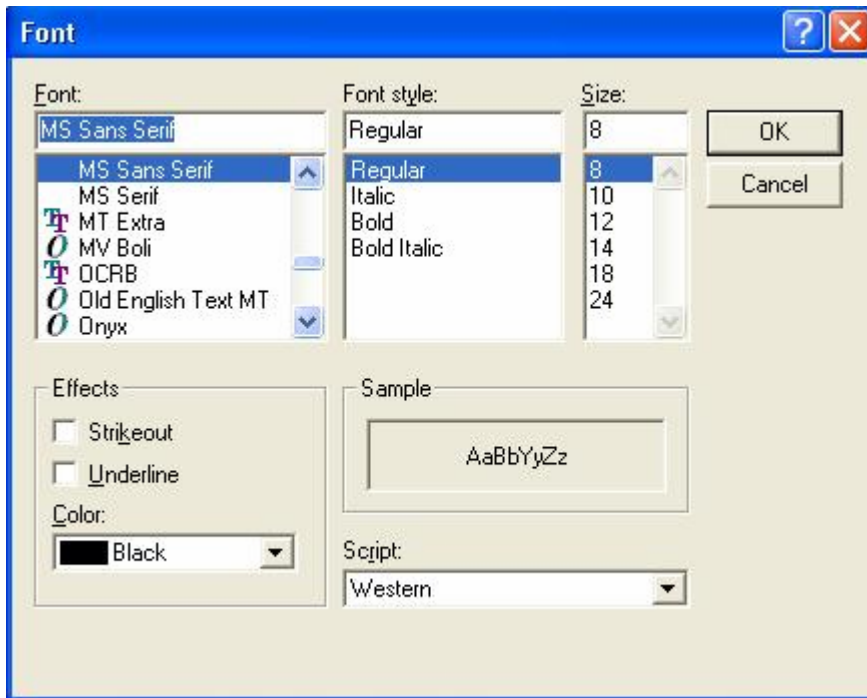 Font
Font:
MS Sans Serif
MS Sans Serif
MS Serif
MT Extra
MV Boli
OCRB
Old English Text MT
Onyx
Font style:
Regular
Regular
Italic
Bold
Bold Italic
Size:
8
8
10
12
14
18
24
OK
Cancel
Effects
Strikeout
Underline
Color:
Black
Sample
AaBbYyZz
Script:
Western